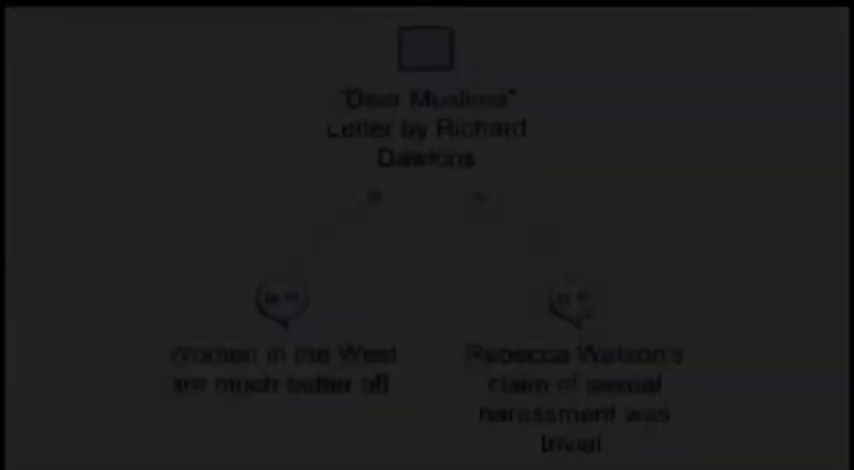 "Dear Muslima"
Letter by Richard
Dawkins
Women in the West
are much better off
Rebecca Watson's
claim of sexual
harassment was
trivial